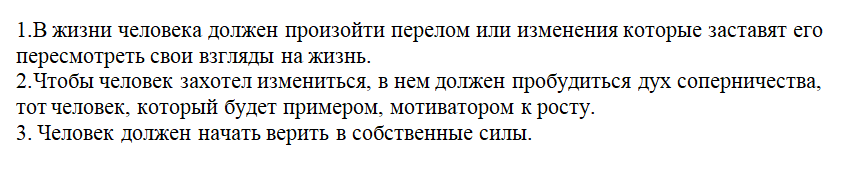 1.В жизни человека должен произойти перелом или изменения которые заставят его
пересмотреть свои взгляды на жизнь.
2.Чтобы человек захотел измениться, в нем должен пробудиться дух соперничества,
тот человек, который будет примером, мотиватором к росту.
3. Человек должен начать верить в собственные силы.